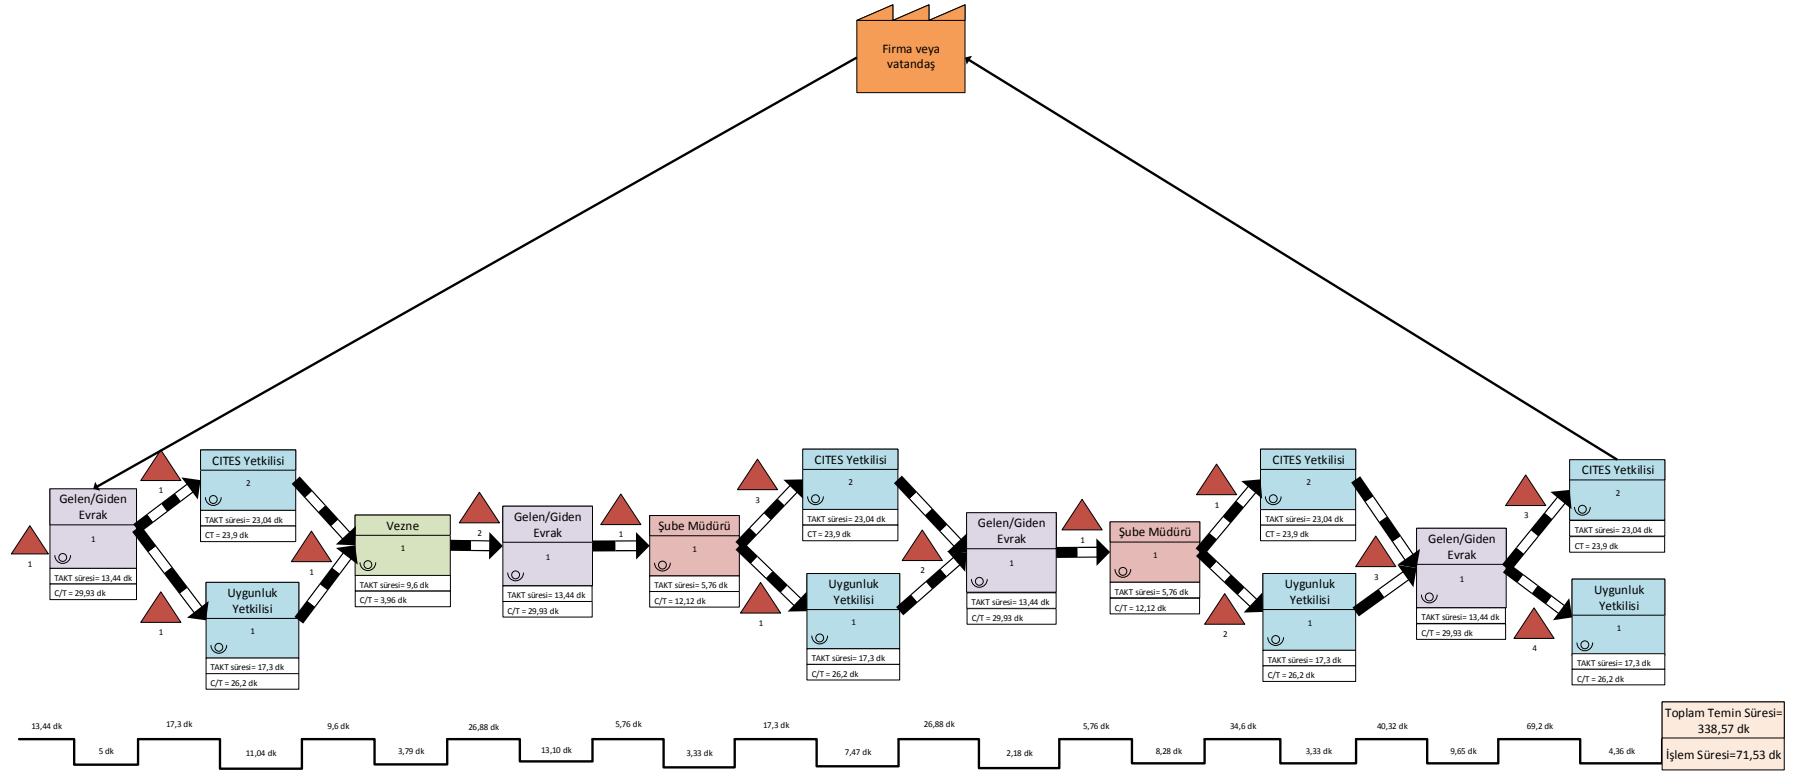 Firma veya
vatandaş
1
Gelen/Giden
Evrak
1
TAKT süresi= 13,44 dk
C/T = 29,93 dk
1
1
CITES Yetkilisi
2
TAKT süresi= 23,04 dk
CT = 23,9 dk
Uygunluk
Yetkilisi
1
TAKT süresi= 17,3 dk
C/T = 26,2 dk
1
Vezne
1
TAKT süresi= 9,6 dk
C/T = 3,96 dk
2
Gelen/Giden
Evrak
1
TAKT süresi= 13,44 dk
C/T = 29,93 dk
1
Şube Müdürü
1
TAKT süresi= 5,76 dk
C/T = 12,12 dk
3
1
CITES Yetkilisi
2
TAKT süresi= 23,04 dk
CT = 23,9 dk
Uygunluk
Yetkilisi
1
TAKT süresi= 17,3 dk
C/T = 26,2 dk
2
Gelen/Giden
Evrak
1
TAKT süresi= 13,44 dk
C/T = 29,93 dk
1
Şube Müdürü
1
TAKT süresi= 5,76 dk
C/T = 12,12 dk
1
2
CITES Yetkilisi
2
TAKT süresi= 23,04 dk
CT = 23,9 dk
Uygunluk
Yetkilisi
1
TAKT süresi= 17,3 dk
C/T = 26,2 dk
3
Gelen/Giden
Evrak
1
TAKT süresi= 13,44 dk
C/T = 29,93 dk
3
4
CITES Yetkilisi
2
TAKT süresi= 23,04 dk
CT = 23,9 dk
Uygunluk
Yetkilisi
1
TAKT süresi= 17,3 dk
C/T = 26,2 dk
13,44 dk
5 dk
17,3 dk
11,04 dk
9,6 dk
3,79 dk
26,88 dk
13,10 dk
5,76 dk
3,33 dk
17,3 dk
7,47 dk
26,88 dk
2,18 dk
5,76 dk
8,28 dk
34,6 dk
3,33 dk
40,32 dk
9,65 dk
69,2 dk
4,36 dk
Toplam Temin Süresi=
338,57 dk
İşlem Süresi=71,53 dk